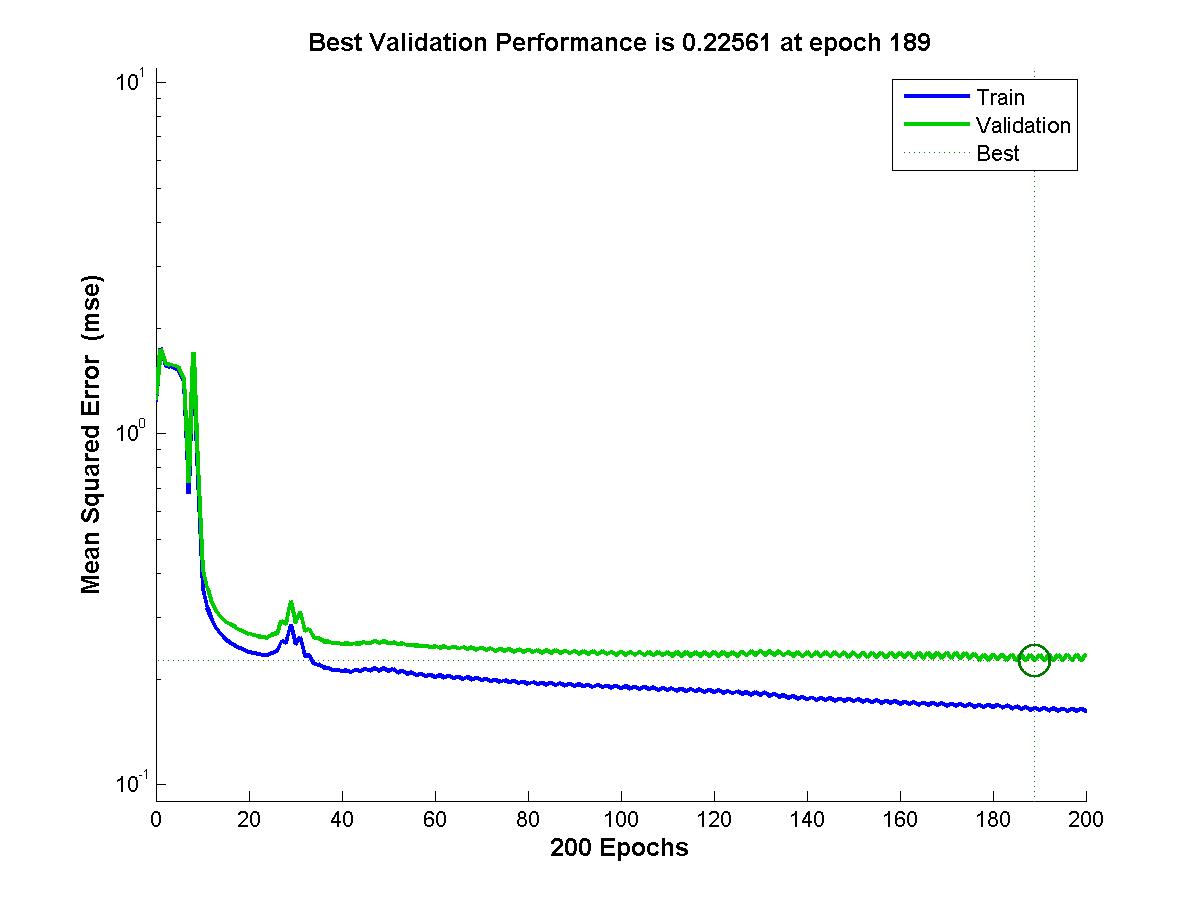 Best Validation Performance is 0.22561 at epoch 189
Train
Validation
Best
Mean Squared Error (mse)
10^1
10^0
10^-1
0 20 40 60 80 100 120 140 160 180 200
200 Epochs